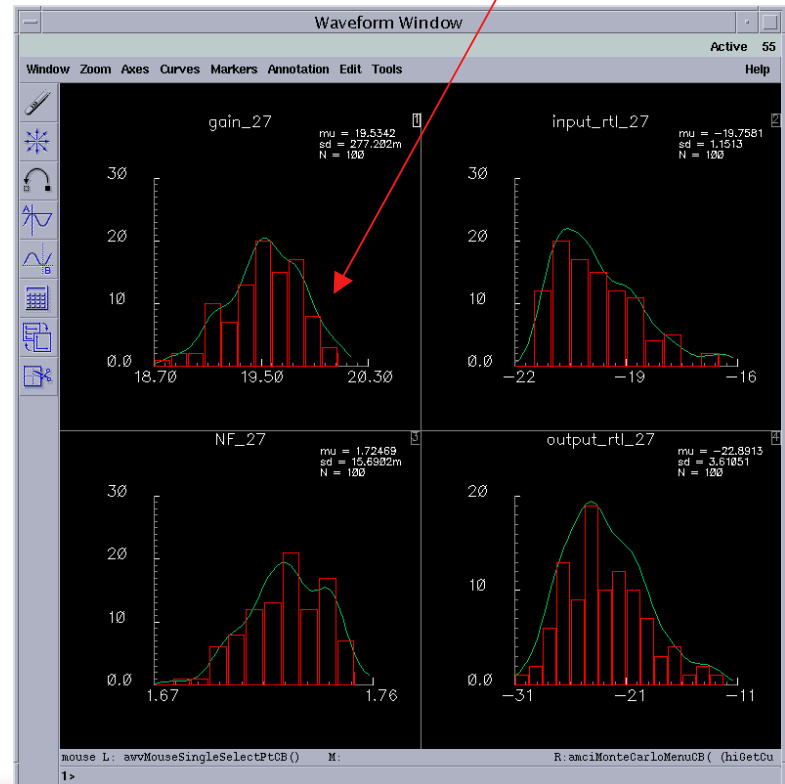 Waveform Window
Active 55
Window Zoom Axes Curves Markers Annotation Edit Tools Help
gain_27
1
mu = 19.5342
sd = 277.202m
N = 100
30
20
10
0.0
18.70 19.50 20.30
input_rtl_27
2
mu = -19.7581
sd = 1.1513
N = 100
30
20
10
0.0
-22 -19 -16
NF_27
3
mu = 1.72469
sd = 15.6902m
N = 100
30
20
10
0.0
1.67 1.76
output_rtl_27
4
mu = -22.8913
sd = 3.61051
N = 100
20
10
0.0
-31 -21 -11
A
B
mouse L: awvMouseSingleSelectPtCB() M: R:amciMonteCarloMenuCB( (hiGetCu
1>